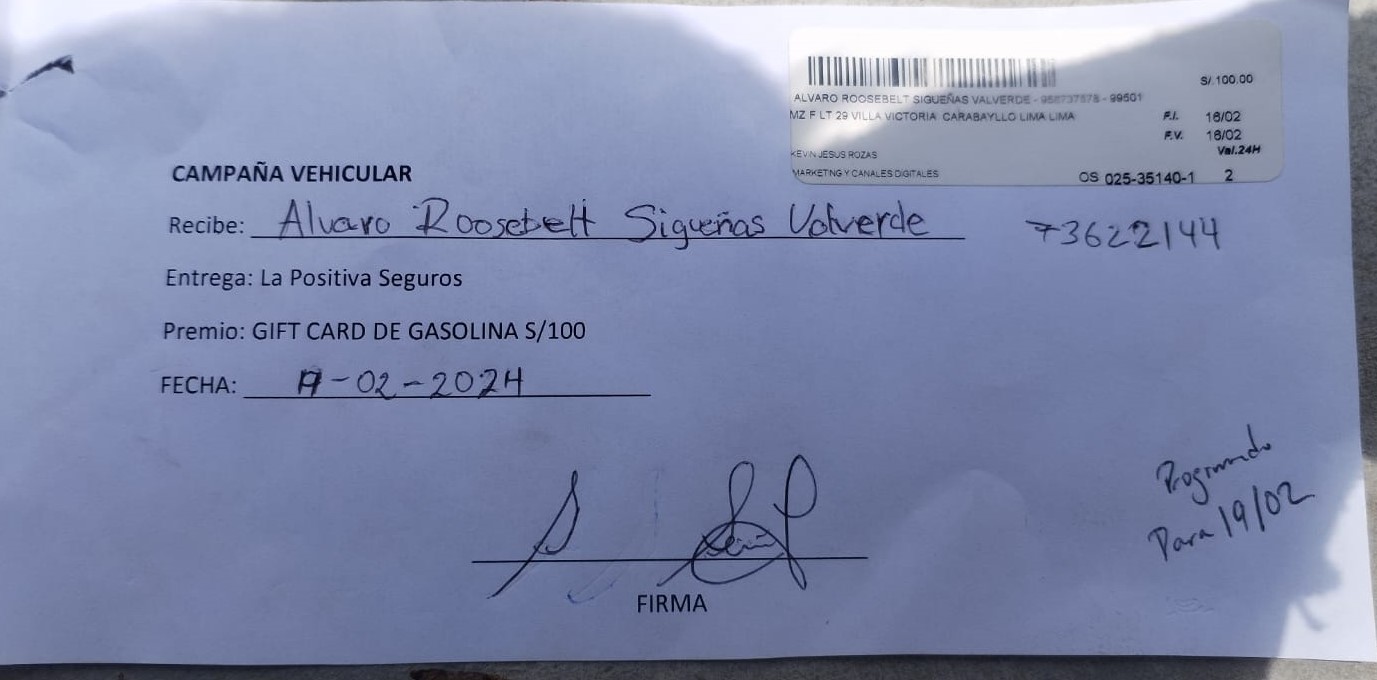 S/.100.00
ALVARO ROOSEBELT SIGUEÑAS VALVERDE - - 99501
MZ F LT 29 VILLA VICTORIA CARABAYLLO LIMA LIMA
F.I. 16/02
F.V. 16/02
Val.24H
KEVIN JESUS ROZAS
MARKETING Y CANALES DIGITALES
OS 025-35140-1 2
CAMPAÑA VEHICULAR
Recibe: Alvaro Roosebelt Sigueñas Valverde 73622144
Entrega: La Positiva Seguros
Premio: GIFT CARD DE GASOLINA S/100
FECHA: -02-2024
FIRMA
Programado
Para 19/02